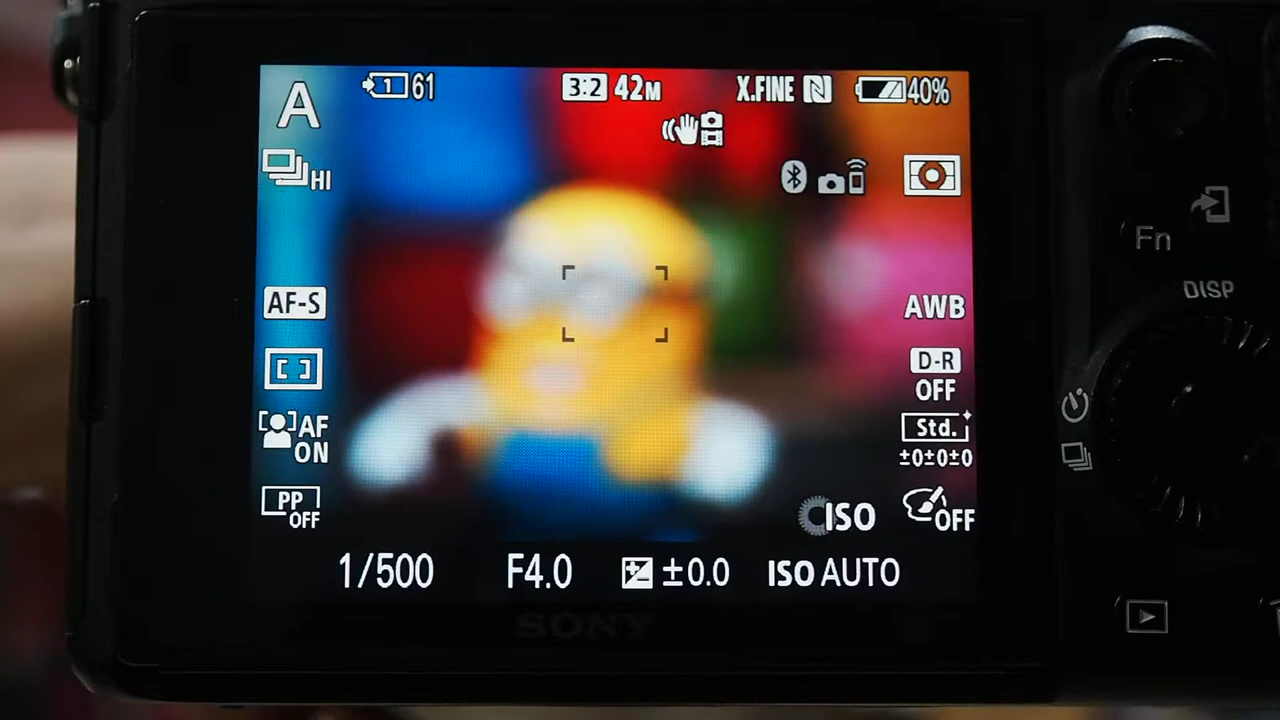 A 1 61 3:2 42M X.FINE N 40%
HI
Fn
DISP
AF-S
AWB
D-R
OFF
AF
ON
Std.
±0±0±0
PP
OFF
ISO
OFF
1/500 F4.0 ±0.0 ISO AUTO
SONY